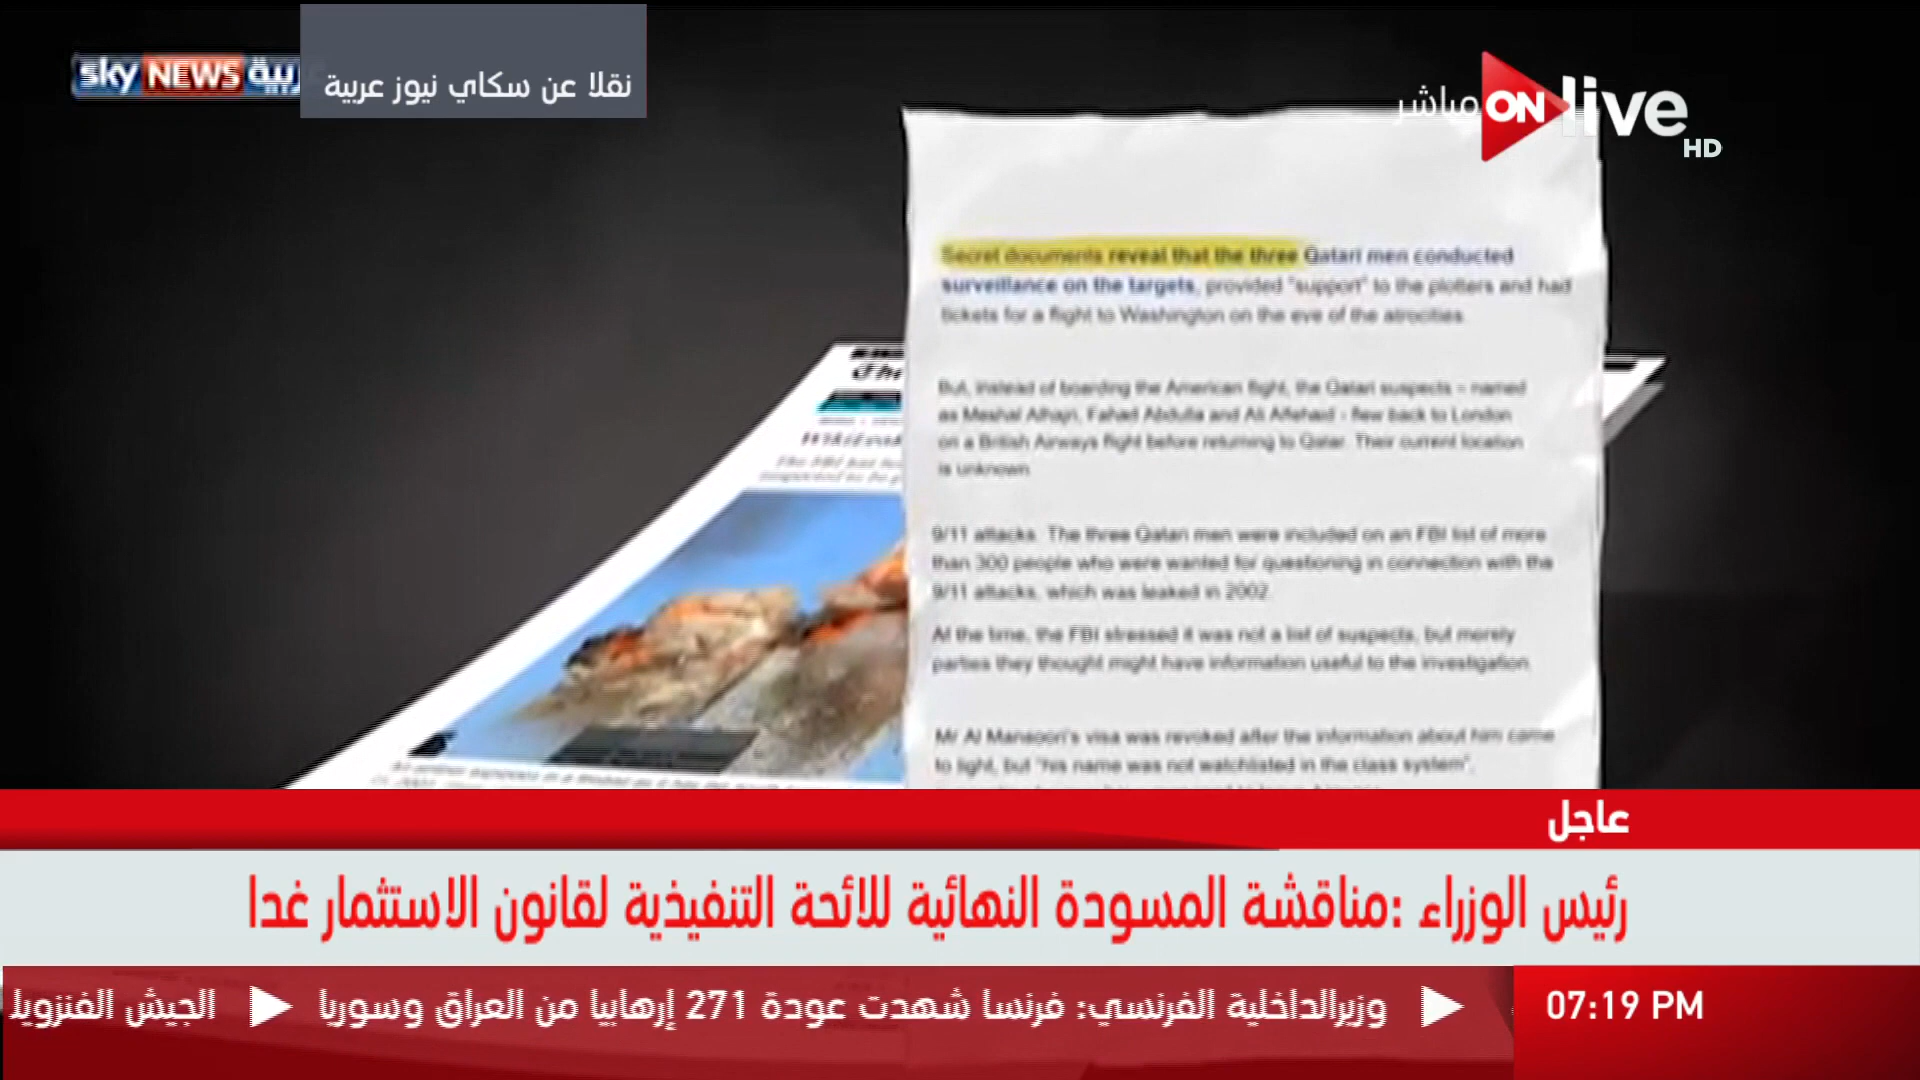 sky NEWS عربية
نقلا عن سكاي نيوز عربية
مباشر ON live
HD
Secret documents reveal that the three Qatari men conducted
surveillance on the targets, provided "support" to the plotters and had
tickets for a flight to Washington on the eve of the atrocities.
But, instead of boarding the American flight, the Qatari suspects – named
as Meshal Alhajri, Fahad Abdulla and Ali Alfehaid - flew back to London
on a British Airways flight before returning to Qatar. Their current location
is unknown.
9/11 attacks. The three Qatari men were included on an FBI list of more
than 300 people who were wanted for questioning in connection with the
9/11 attacks, which was leaked in 2002.
At the time, the FBI stressed it was not a list of suspects, but merely
parties they thought might have information useful to the investigation.
Mr Al Mansoori's visa was revoked after the information about him came
to light, but "his name was not watchlisted in the class system",
عاجل
رئيس الوزراء :مناقشة المسودة النهائية للائحة التنفيذية لقانون الاستثمار غدا
وزيرالداخلية الفرنسي: فرنسا شهدت عودة 271 إرهابيا من العراق وسوريا ▶ الجيش الفنزويل
07:19 PM